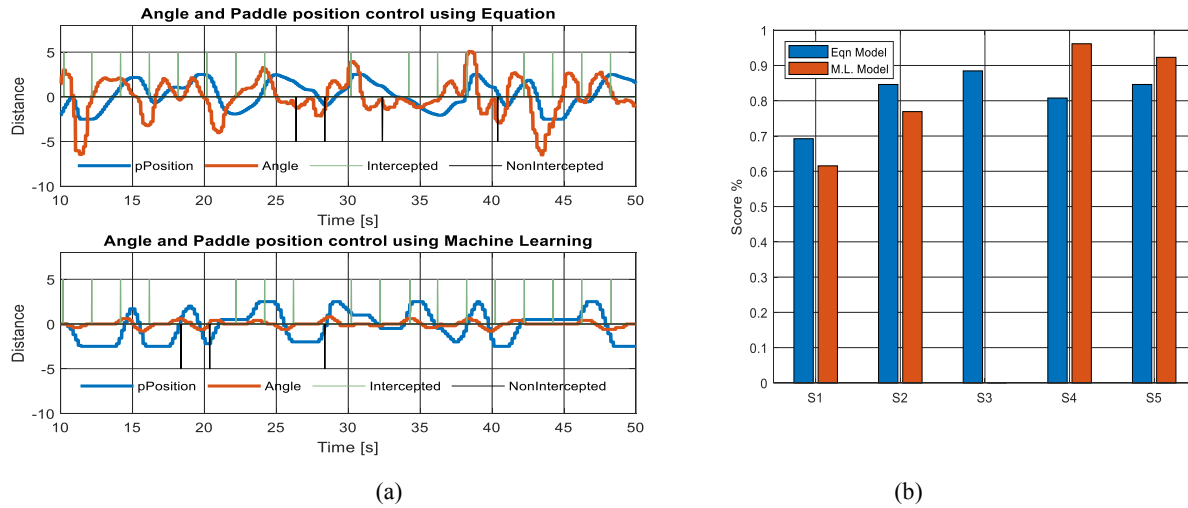 Angle and Paddle position control using Equation
Distance
5
0
-5
-10
pPosition
Angle
Intercepted
NonIntercepted
10 15 20 25 30 35 40 45 50
Time [s]
Angle and Paddle position control using Machine Learning
Distance
5
0
-5
-10
pPosition
Angle
Intercepted
NonIntercepted
10 15 20 25 30 35 40 45 50
Time [s]
(a)
Score %
1
0.9
0.8
0.7
0.6
0.5
0.4
0.3
0.2
0.1
0
Eqn Model
M.L. Model
S1 S2 S3 S4 S5
(b)